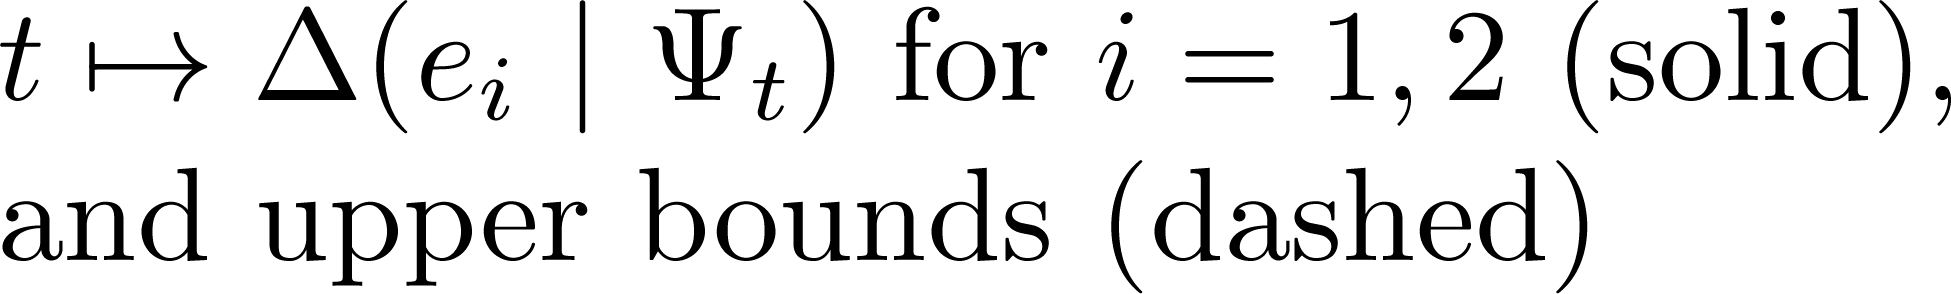 t ↦ Δ(e_i | Ψ_t) for i = 1, 2 (solid),
and upper bounds (dashed)